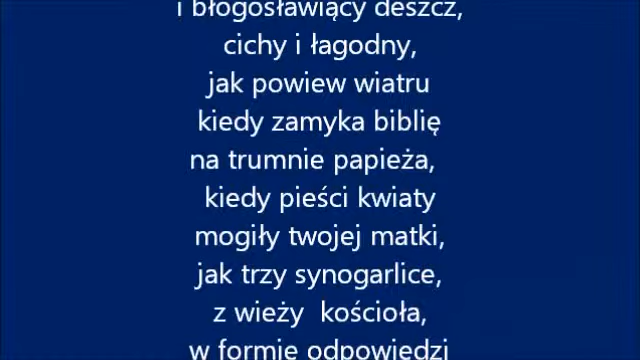 i błogosławiący deszcz,
cichy i łagodny,
jak powiew wiatru
kiedy zamyka biblię
na trumnie papieża,
kiedy pieści kwiaty
mogiły twojej matki,
jak trzy synogarlice,
z wieży kościoła,
w formie odpowiedzi